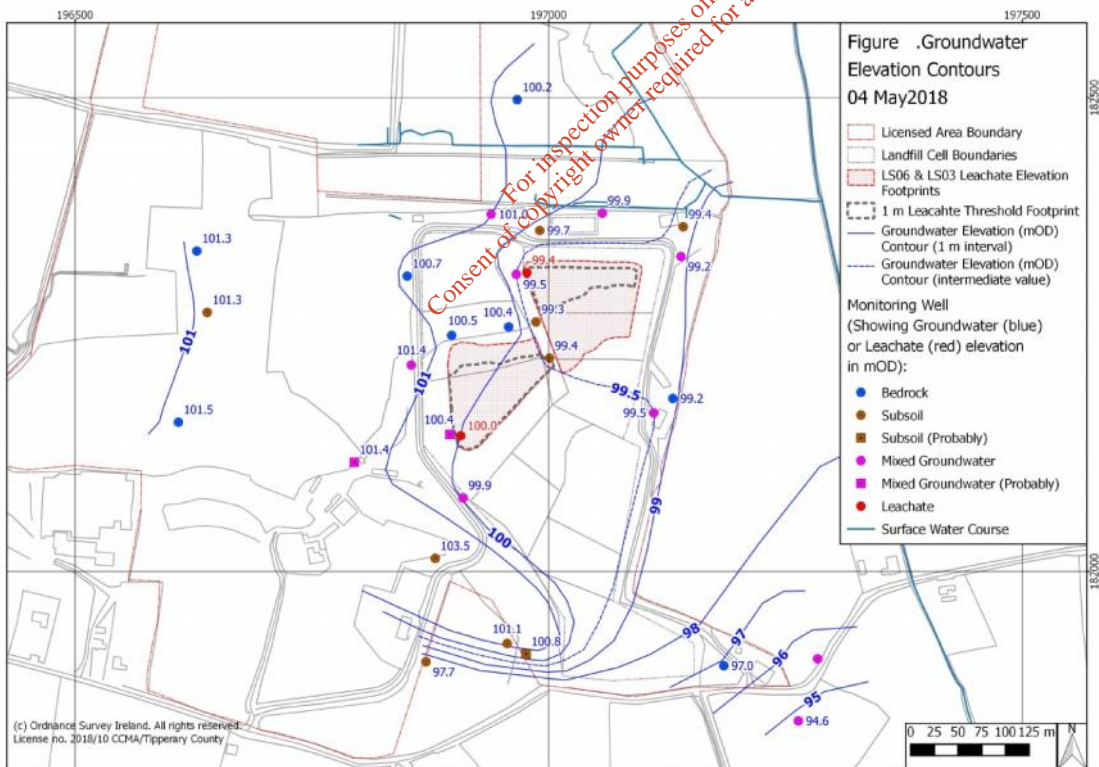 196500
197000
197500
182500
182000
For inspection purposes on
Consent of copyright owner required for a
Figure .Groundwater
Elevation Contours
04 May2018
Licensed Area Boundary
Landfill Cell Boundaries
LS06 & LS03 Leachate Elevation
Footprints
1 m Leacahte Threshold Footprint
Groundwater Elevation (mOD)
Contour (1 m interval)
Groundwater Elevation (mOD)
Contour (intermediate value)
Monitoring Well
(Showing Groundwater (blue)
or Leachate (red) elevation
in mOD):
Bedrock
Subsoil
Subsoil (Probably)
Mixed Groundwater
Mixed Groundwater (Probably)
Leachate
Surface Water Course
100.2
101.0
99.9
99.7
99.4
101.3
99.2
100.7
99.4
99.5
101.3
100.4
99.3
100.5
99.4
101
101.4
101
99.5
99.2
99.5
101.5
100.4
100.0
101.4
99.9
99
100
103.5
101.1
100.8
98
97
97.7
97.0
96
95
94.6
(c) Ordnance Survey Ireland. All rights reserved.
License no. 2018/10 CCMA/Tipperary County
0 25 50 75 100 125 m
N